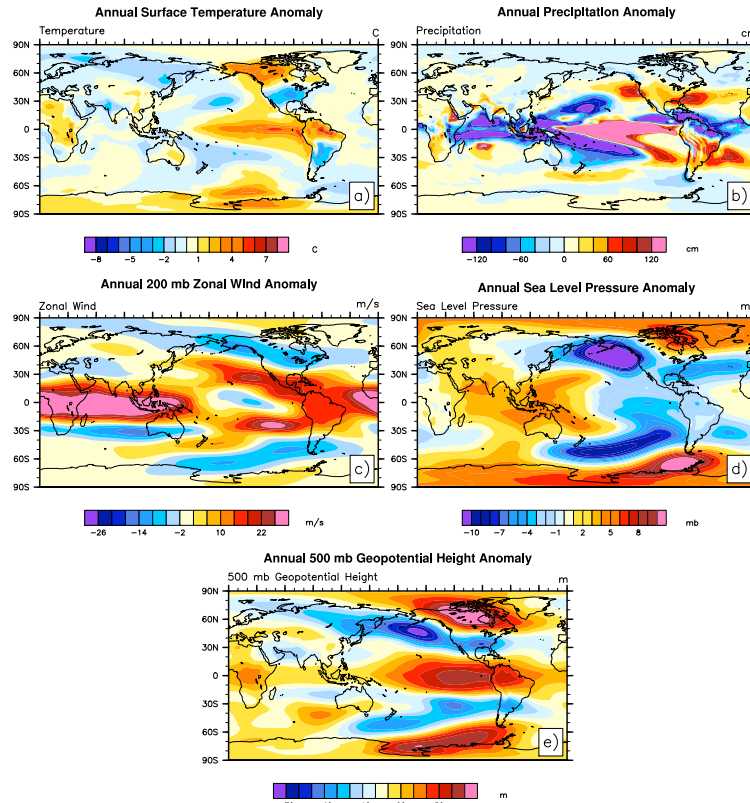 Annual Surface Temperature Anomaly
Temperature C
90N
60N
30N
0
30S
60S
90S
a)
-8 -5 -2 1 4 7 C
Annual Precipitation Anomaly
Precipitation cm
90N
60N
30N
0
30S
60S
90S
b)
-120 -60 0 60 120 cm
Annual 200 mb Zonal Wind Anomaly
Zonal Wind m/s
90N
60N
30N
0
30S
60S
90S
c)
-26 -14 -2 10 22 m/s
Annual Sea Level Pressure Anomaly
Sea Level Pressure m
90N
60N
30N
0
30S
60S
90S
d)
-10 -7 -4 -1 2 5 8 mb
Annual 500 mb Geopotential Height Anomaly
500 mb Geopotential Height m
90N
60N
30N
0
30S
60S
90S
e)
m